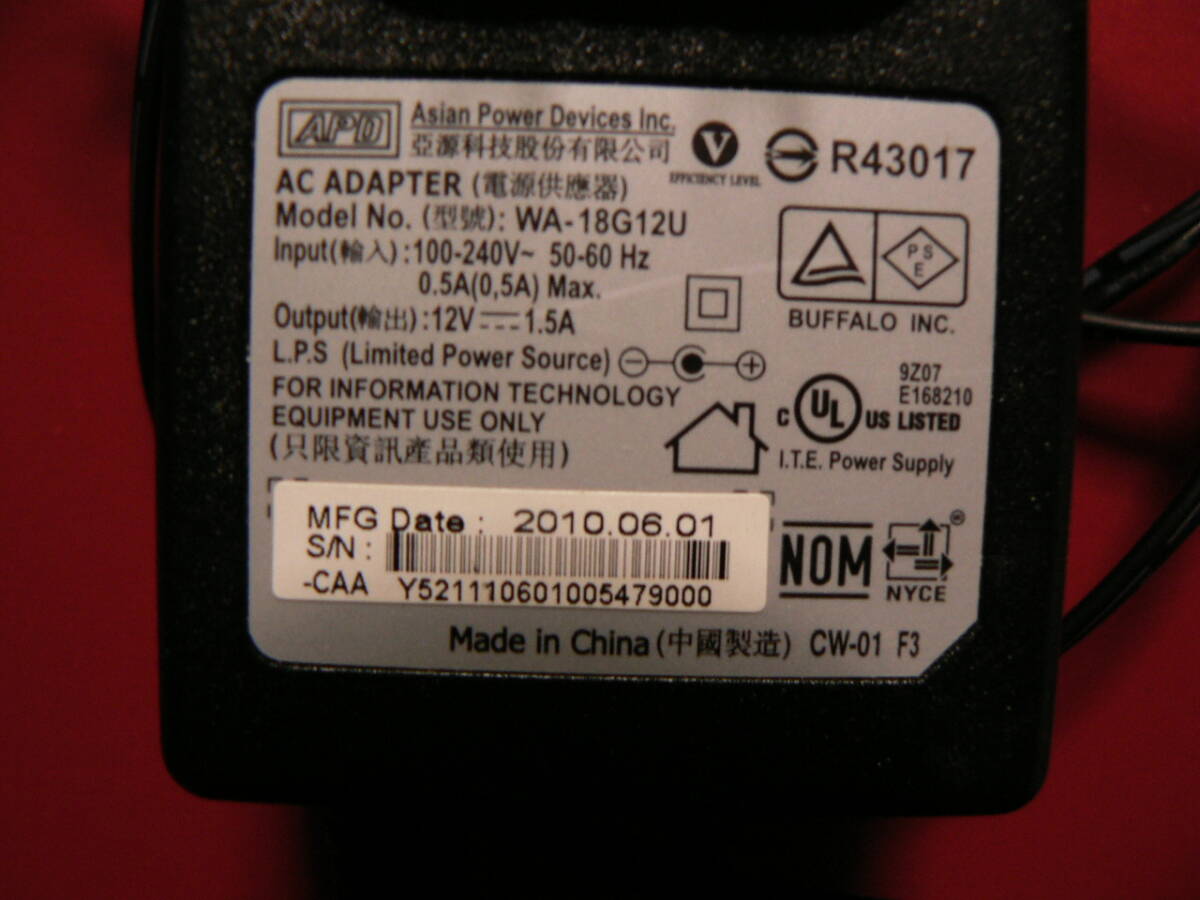 APD Asian Power Devices Inc.
亞源科技股份有限公司
V
EFFICIENCY LEVEL
R43017
AC ADAPTER (電源供應器)
Model No. (型號): WA-18G12U
Input(輸入):100-240V~ 50-60 Hz
0.5A(0,5A) Max.
Output(輸出):12V 1.5A
L.P.S (Limited Power Source)
FOR INFORMATION TECHNOLOGY
EQUIPMENT USE ONLY
(只限資訊產品類使用)
PS
E
BUFFALO INC.
9Z07
E168210
C UL US LISTED
I.T.E. Power Supply
MFG Date : 2010.06.01
S/N :
-CAA Y521110601005479000
NOM
NYCE
®
Made in China(中國製造) CW-01 F3